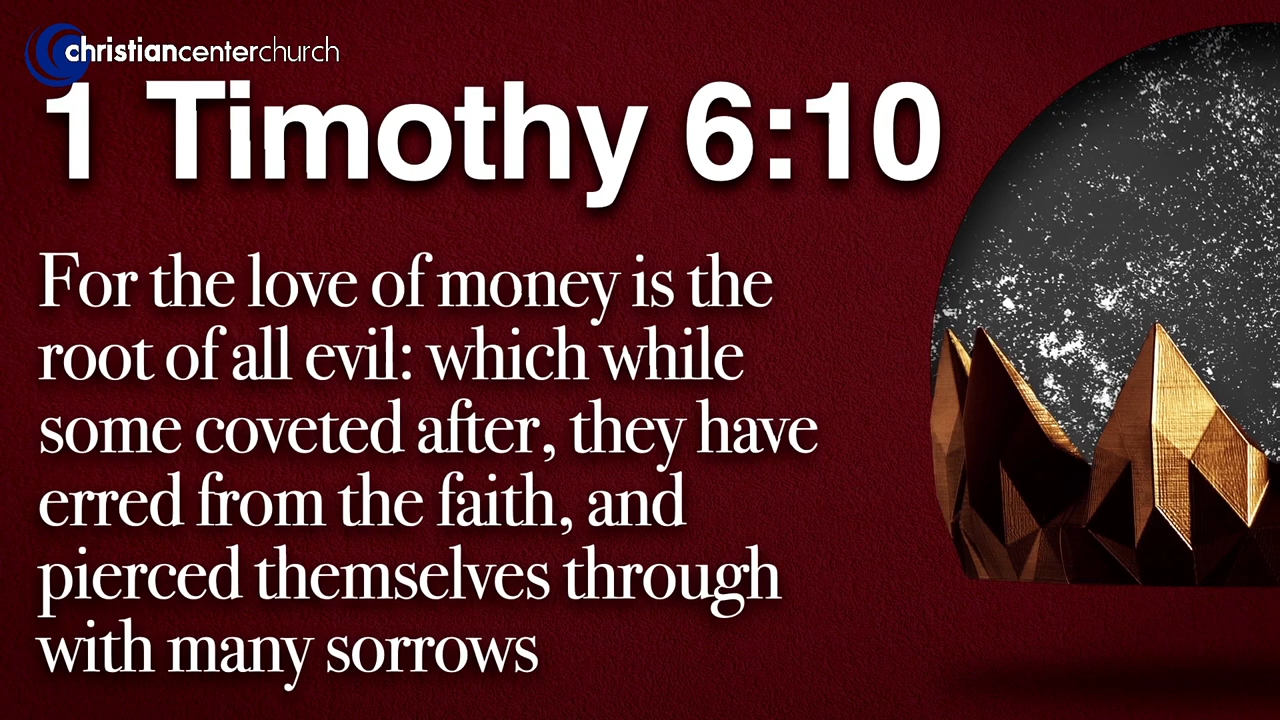 christiancenterchurch
1 Timothy 6:10
For the love of money is the
root of all evil: which while
some coveted after, they have
erred from the faith, and
pierced themselves through
with many sorrows